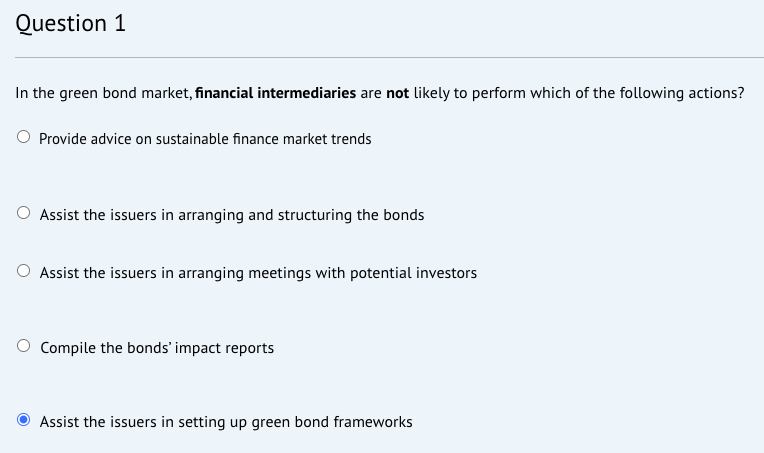 Question 1
In the green bond market, financial intermediaries are not likely to perform which of the following actions?
Provide advice on sustainable finance market trends
Assist the issuers in arranging and structuring the bonds
Assist the issuers in arranging meetings with potential investors
Compile the bonds’ impact reports
Assist the issuers in setting up green bond frameworks